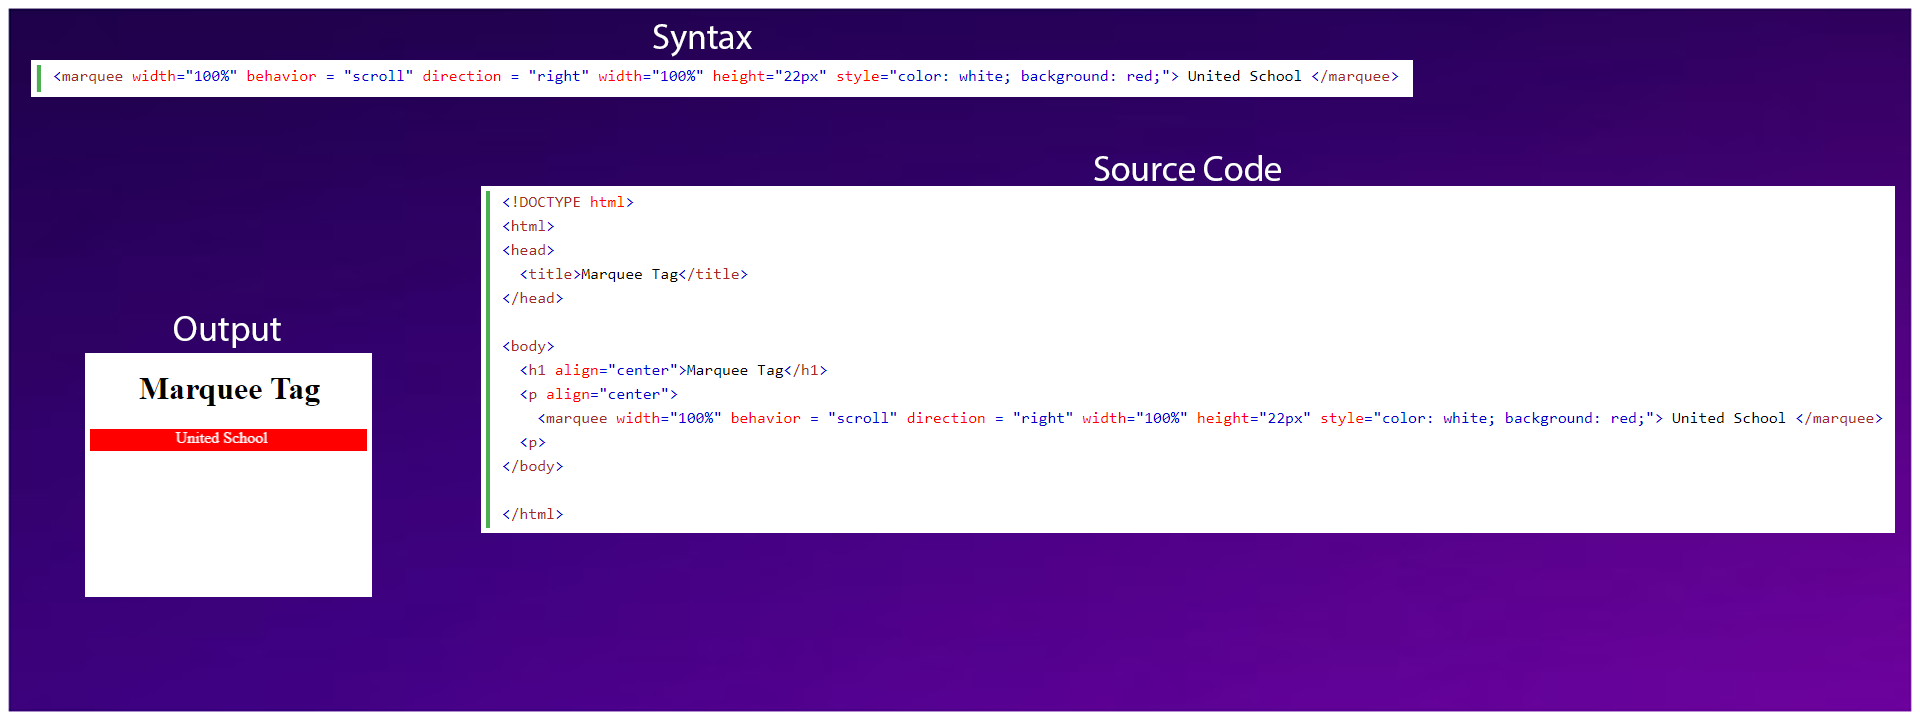 Syntax
<marquee width="100%" behavior = "scroll" direction = "right" width="100%" height="22px" style="color: white; background: red;"> United School </marquee>
Source Code
<!DOCTYPE html>
<html>
<head>
<title>Marquee Tag</title>
</head>
<body>
<h1 align="center">Marquee Tag</h1>
<p align="center">
<marquee width="100%" behavior = "scroll" direction = "right" width="100%" height="22px" style="color: white; background: red;"> United School </marquee>
<p>
</body>
</html>
Output
Marquee Tag
United School